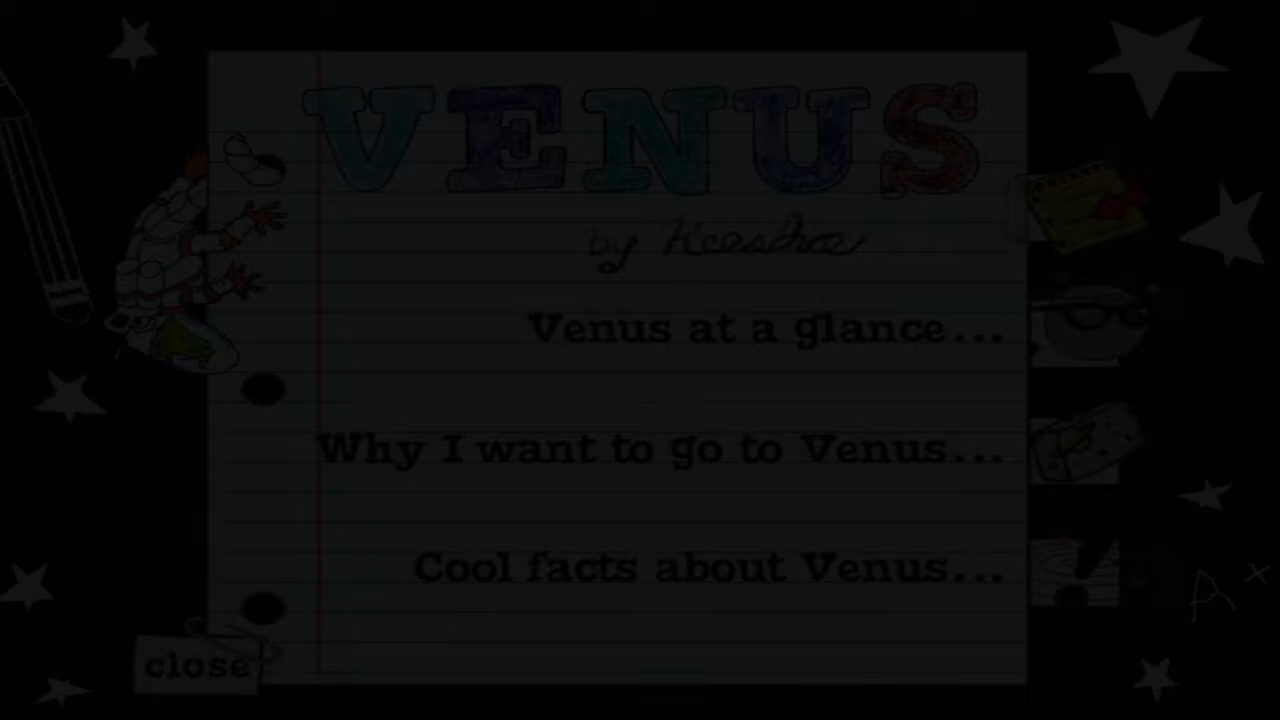 VENUS
by Keesha
Venus at a glance...
Why I want to go to Venus...
Cool facts about Venus...
close
A+